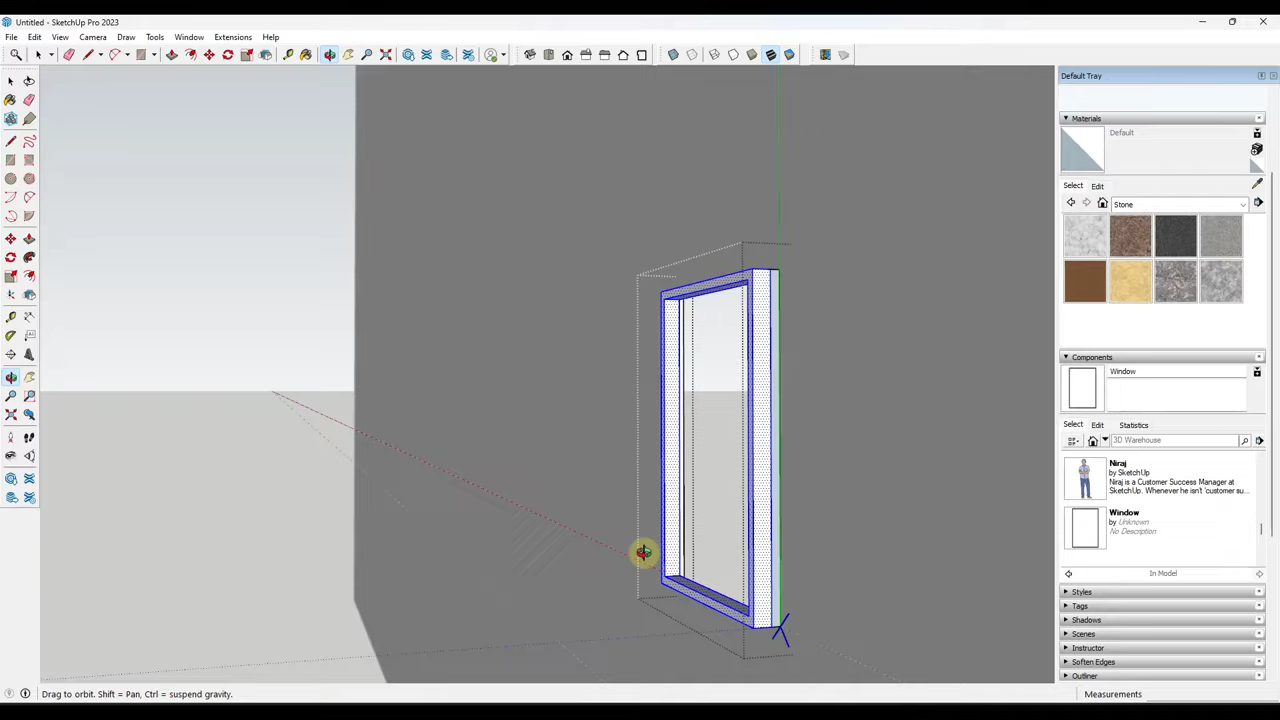 Untitled - SketchUp Pro 2023
File Edit View Camera Draw Tools Window Extensions Help
Default Tray
Materials
Default
Select Edit
Stone
Components
Window
Select Edit Statistics
3D Warehouse
Niraj
by SketchUp
Niraj is a Customer Success Manager at
SketchUp. Whenever he isn't 'customer su...
Window
by Unknown
No Description
In Model
Styles
Tags
Shadows
Scenes
Instructor
Soften Edges
Outliner
Drag to orbit. Shift = Pan, Ctrl = suspend gravity.
Measurements